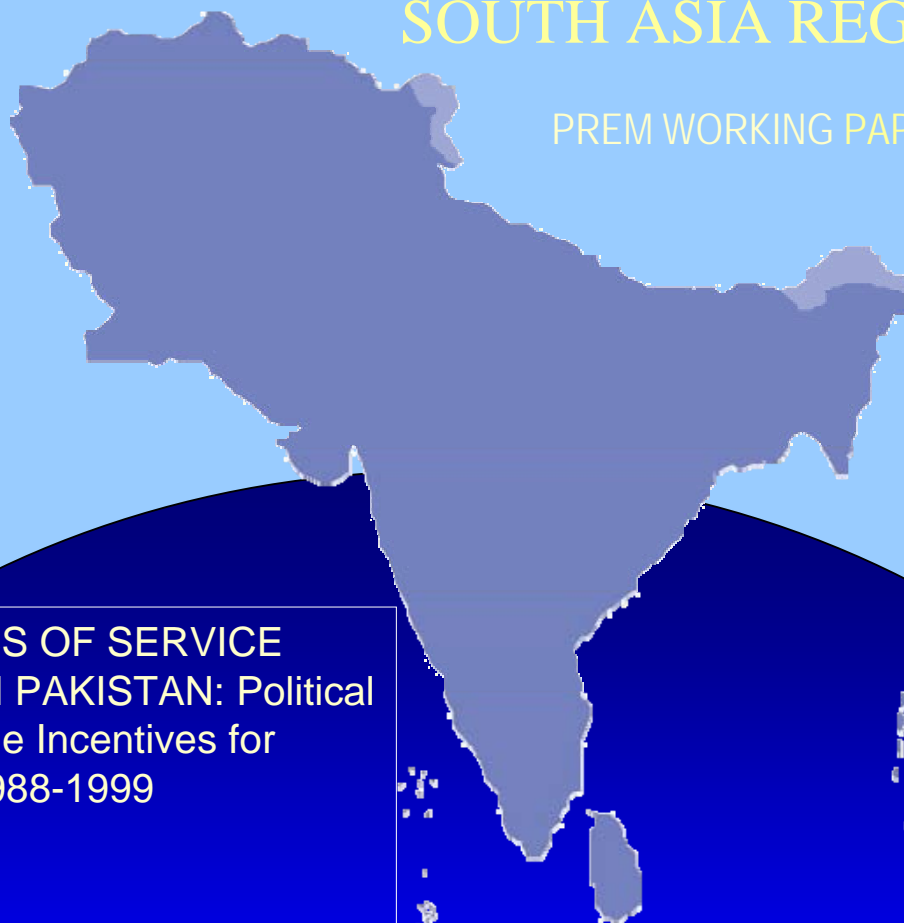 SOUTH ASIA REG
PREM WORKING PAP
S OF SERVICE
PAKISTAN: Political
e Incentives for
988-1999